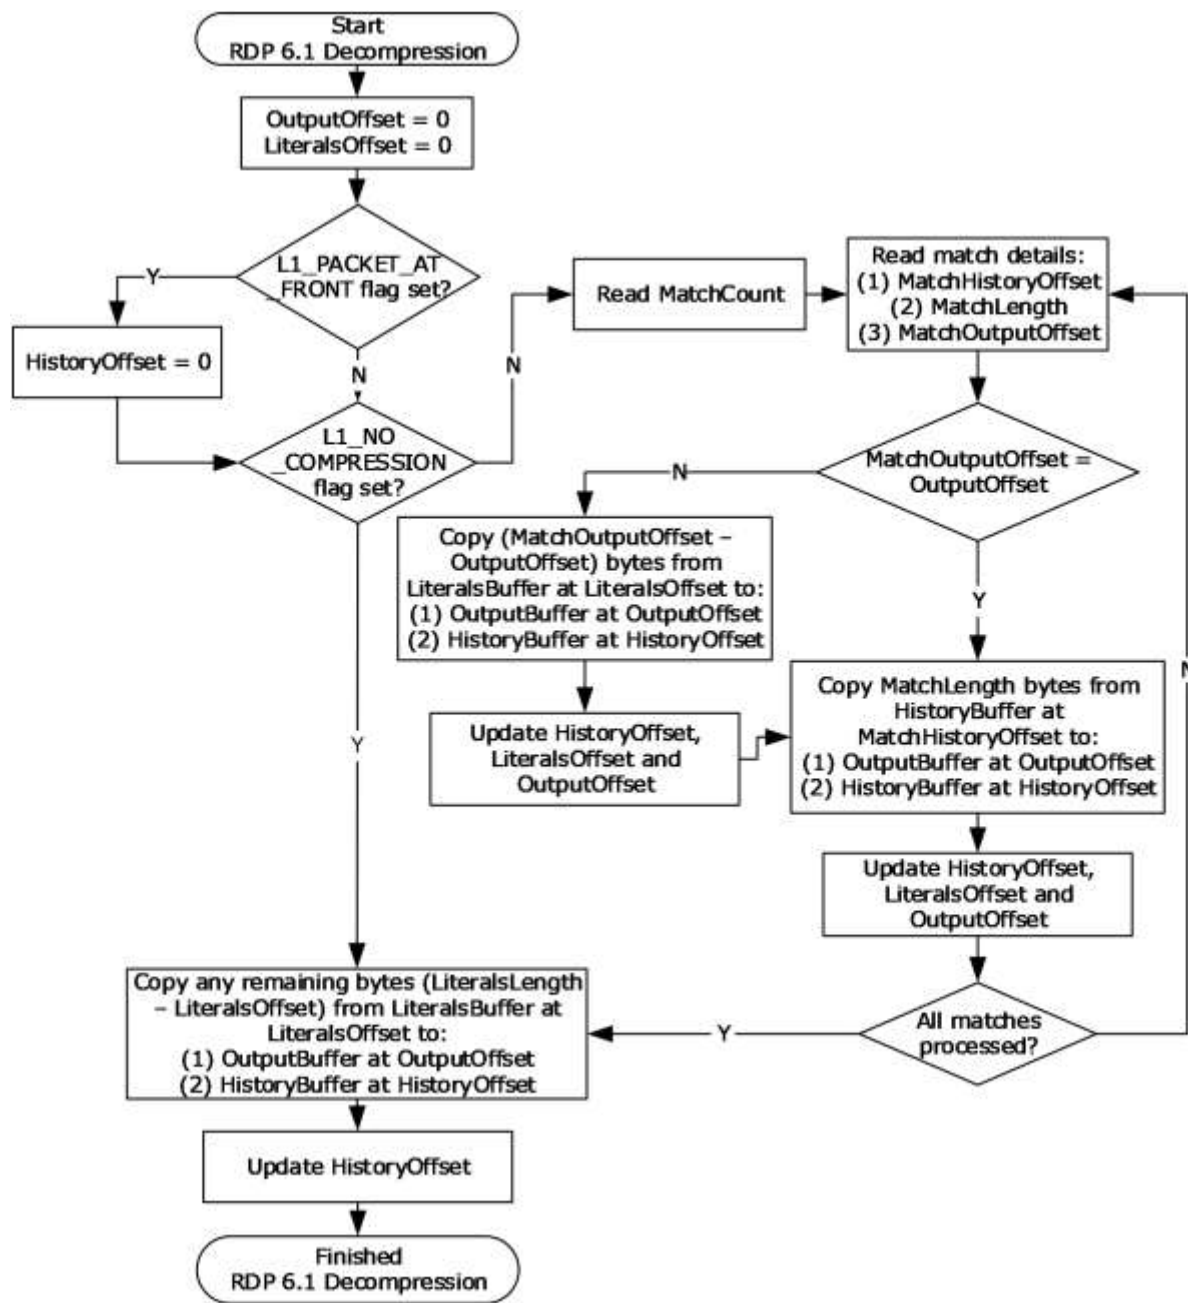 Start
RDP 6.1 Decompression
OutputOffset = 0
LiteralsOffset = 0
L1_PACKET_AT
_FRONT flag set?
Y
HistoryOffset = 0
N
L1_NO
_COMPRESSION
flag set?
N
Read MatchCount
Read match details:
(1) MatchHistoryOffset
(2) MatchLength
(3) MatchOutputOffset
MatchOutputOffset =
OutputOffset
N
Copy (MatchOutputOffset –
OutputOffset) bytes from
LiteralsBuffer at LiteralsOffset to:
(1) OutputBuffer at OutputOffset
(2) HistoryBuffer at HistoryOffset
Y
Update HistoryOffset,
LiteralsOffset and
OutputOffset
Copy MatchLength bytes from
HistoryBuffer at
MatchHistoryOffset to:
(1) OutputBuffer at OutputOffset
(2) HistoryBuffer at HistoryOffset
N
Y
Update HistoryOffset,
LiteralsOffset and
OutputOffset
All matches
processed?
Y
Copy any remaining bytes (LiteralsLength
– LiteralsOffset) from LiteralsBuffer at
LiteralsOffset to:
(1) OutputBuffer at OutputOffset
(2) HistoryBuffer at HistoryOffset
Update HistoryOffset
Finished
RDP 6.1 Decompression